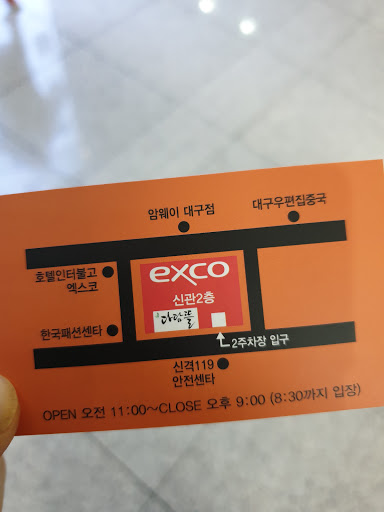 암웨이 대구점
대구우편집중국
호텔인터불고
엑스코
exco
신관2층
아람뜰
한국패션센타
2주차장 입구
신격119
안전센타
OPEN 오전 11:00~CLOSE 오후 9:00 (8:30까지 입장)